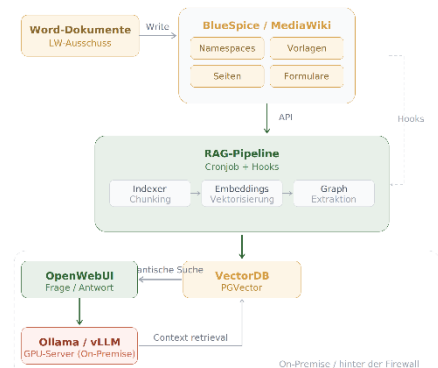 Word-Dokumente
LW-Ausschuss
Write
BlueSpice / MediaWiki
Namespaces
Vorlagen
Seiten
Formulare
API
Hooks
RAG-Pipeline
Cronjob + Hooks
Indexer
Chunking
Embeddings
Vektorisierung
Graph
Extraktion
OpenWebUI
Frage / Antwort
antische Suche
VectorDB
PGVector
Ollama / vLLM
GPU-Server (On-Premise)
Context retrieval
On-Premise / hinter der Firewall